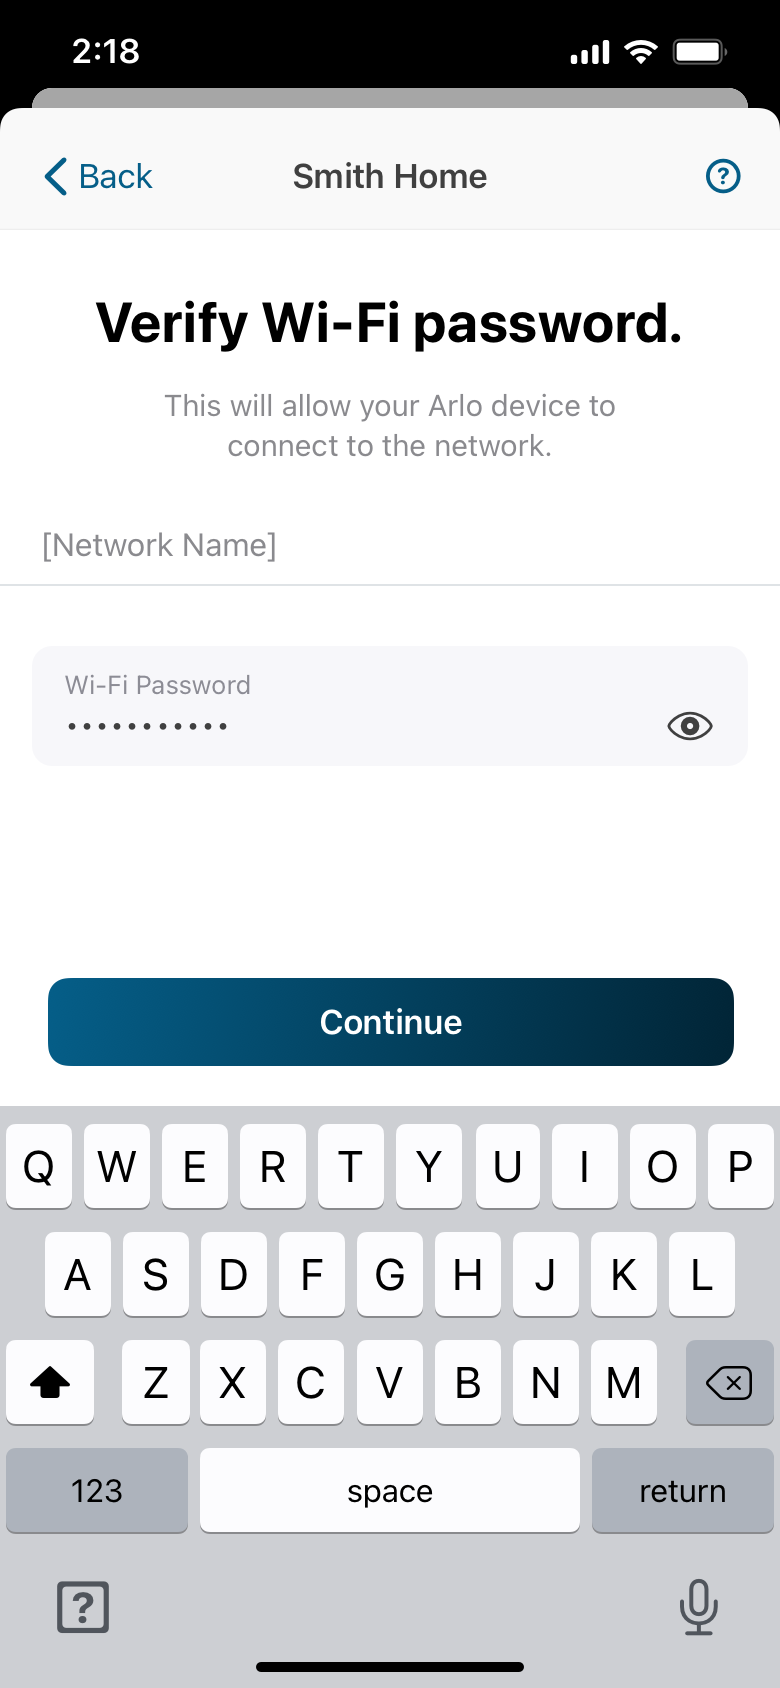 2:18
Back
Smith Home
?
Verify Wi-Fi password.
This will allow your Arlo device to
connect to the network.
[Network Name]
Wi-Fi Password
•••••••••••
Continue
Q W E R T Y U I O P
A S D F G H J K L
Z X C V B N M
123 space return
?